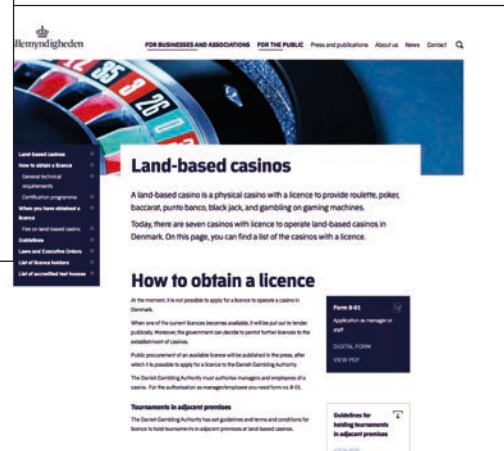 llemyndigheden
FOR BUSINESSES AND ASSOCIATIONS FOR THE PUBLIC Press and publications About us News Contact
Land-based casinos
How to obtain a licence
General technical
requirements
Certification programme
When you have obtained a
licence
Fee on land-based casino
Guidelines
Laws and Executive Orders
List of licence holders
List of accredited test houses
Land-based casinos
A land-based casino is a physical casino with a licence to provide roulette, poker,
baccarat, punto banco, black jack, and gambling on gaming machines.
Today, there are seven casinos with licence to operate land-based casinos in
Denmark. On this page, you can find a list of the casinos with a licence.
How to obtain a licence
At the moment, it is not possible to apply for a licence to operate a casino in
Denmark.
When one of the current licences becomes available, it will be put out to tender
publically. However, the government can decide to permit further licences to the
establishment of casinos.
Public procurement of an available licence will be published in the press, after
which it is possible to apply for a licence to the Danish Gambling Authority.
The Danish Gambling Authority must authorise managers and employees of a
casino. For the authorisation as manager/employee you need form no. 8-01.
Tournaments in adjacent premises
The Danish Gambling Authority has set guidelines and terms and conditions for
licence to hold tournaments in adjacent premises at land-based casinos.
Form 8-01
Application as manager or
staff
DIGITAL FORM
VIEW PDF
Guidelines for
holding tournaments
in adjacent premises